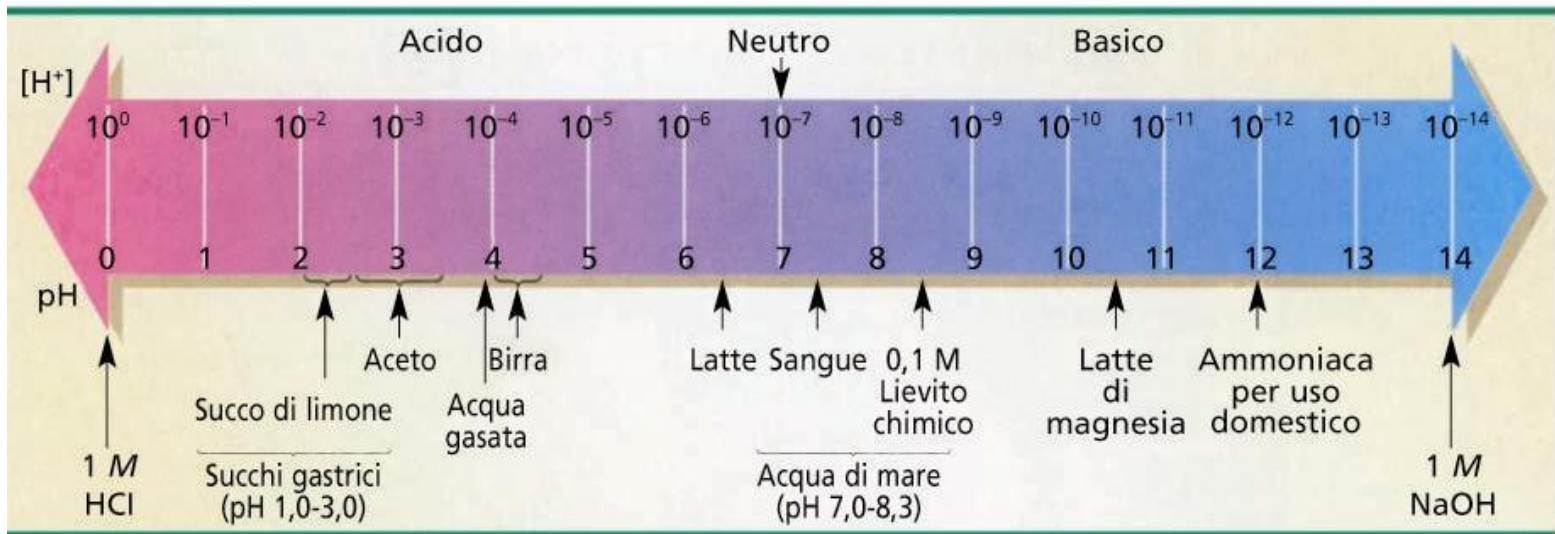 Acido Neutro Basico
[H⁺]
10⁰ 10⁻¹ 10⁻² 10⁻³ 10⁻⁴ 10⁻⁵ 10⁻⁶ 10⁻⁷ 10⁻⁸ 10⁻⁹ 10⁻¹⁰ 10⁻¹¹ 10⁻¹² 10⁻¹³ 10⁻¹⁴
0 1 2 3 4 5 6 7 8 9 10 11 12 13 14
pH
Aceto
Birra
Latte
Sangue
0,1 M
Lievito
chimico
Latte
di
magnesia
Ammoniaca
per uso
domestico
Succo di limone
Acqua
gasata
1 M
HCl
Succhi gastrici
(pH 1,0-3,0)
Acqua di mare
(pH 7,0-8,3)
1 M
NaOH